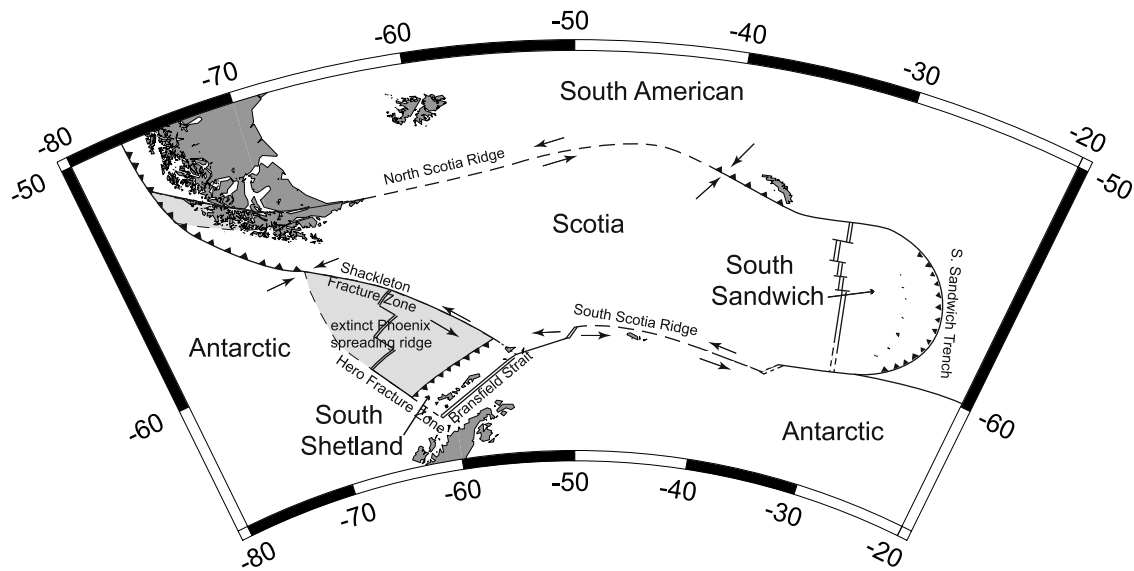 -50
-60
-40
-70
-30
-80
-20
-50
-50
South American
North Scotia Ridge
Scotia
South
Sandwich
S. Sandwich Trench
Shackleton
Fracture Zone
extinct Phoenix
spreading ridge
South Scotia Ridge
Antarctic
Hero Fracture Zone
Bransfield Strait
South
Shetland
Antarctic
-60
-60
-60
-50
-40
-70
-30
-80
-20